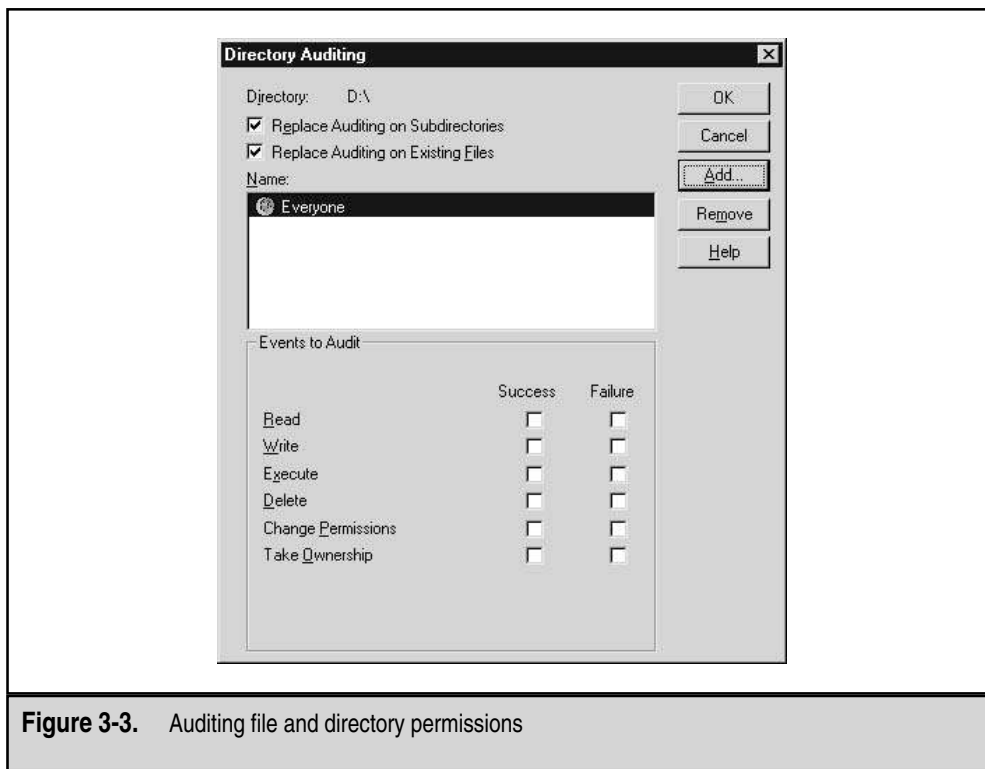 Directory Auditing
Directory: D:\
Replace Auditing on Subdirectories
Replace Auditing on Existing Files
Name:
Everyone
OK
Cancel
Add...
Remove
Help
Events to Audit
Success Failure
Read
Write
Execute
Delete
Change Permissions
Take Ownership
Figure 3-3. Auditing file and directory permissions